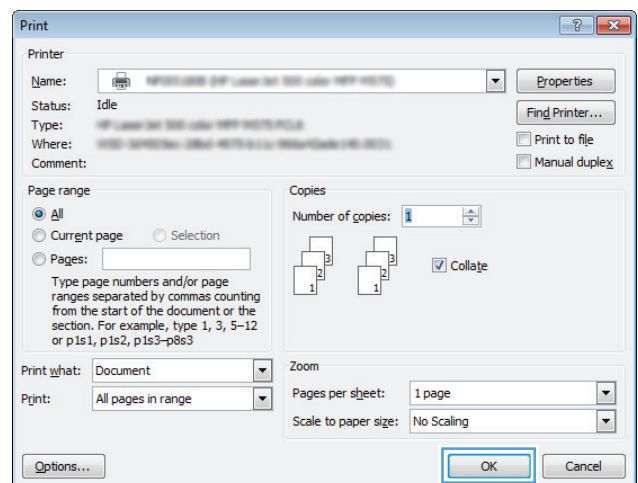 Print
Printer
Name:
Properties
Status: Idle
Find Printer...
Type:
Print to file
Where:
Manual duplex
Comment:
Page range
All
Current page Selection
Pages:
Type page numbers and/or page
ranges separated by commas counting
from the start of the document or the
section. For example, type 1, 3, 5–12
or p1s1, p1s2, p1s3–p8s3
Copies
Number of copies: 1
3 3
2 2
1 1
Collate
Print what: Document
Print: All pages in range
Zoom
Pages per sheet: 1 page
Scale to paper size: No Scaling
Options... OK Cancel